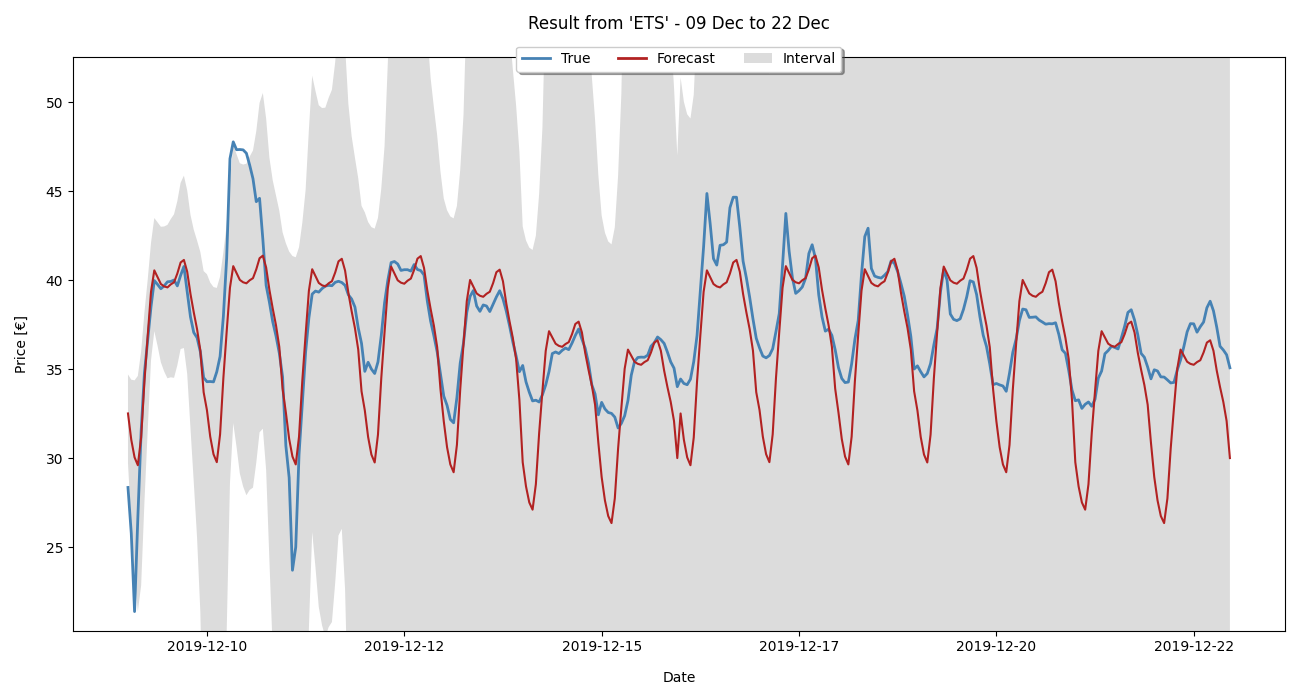 Result from 'ETS' - 09 Dec to 22 Dec
True Forecast Interval
50
45
40
35
30
25
Price [€]
2019-12-10 2019-12-12 2019-12-15 2019-12-17 2019-12-20 2019-12-22
Date